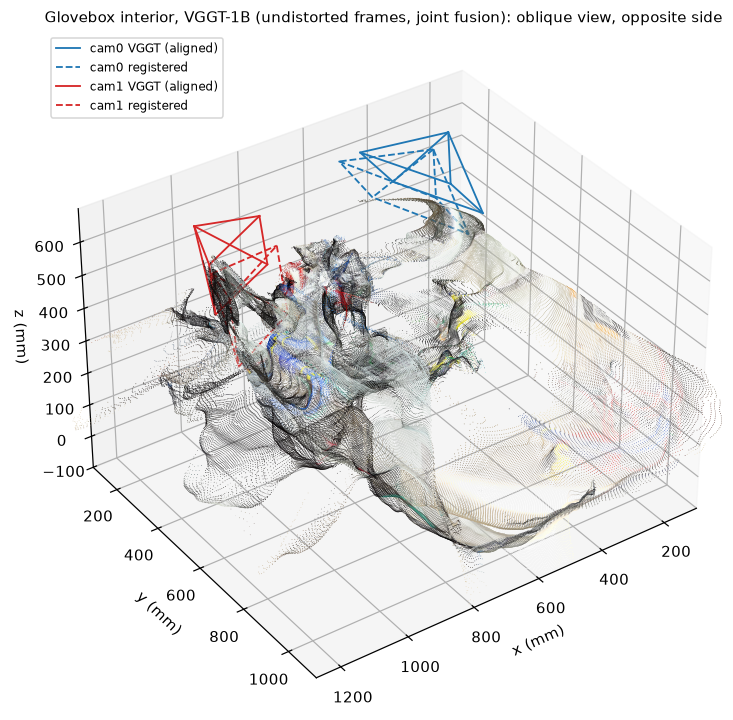 Glovebox interior, VGGT-1B (undistorted frames, joint fusion): oblique view, opposite side
cam0 VGGT (aligned)
cam0 registered
cam1 VGGT (aligned)
cam1 registered
600
500
400
300
200
100
0
−100
z (mm)
200
400
600
800
1000
y (mm)
200
400
600
800
1000
1200
x (mm)